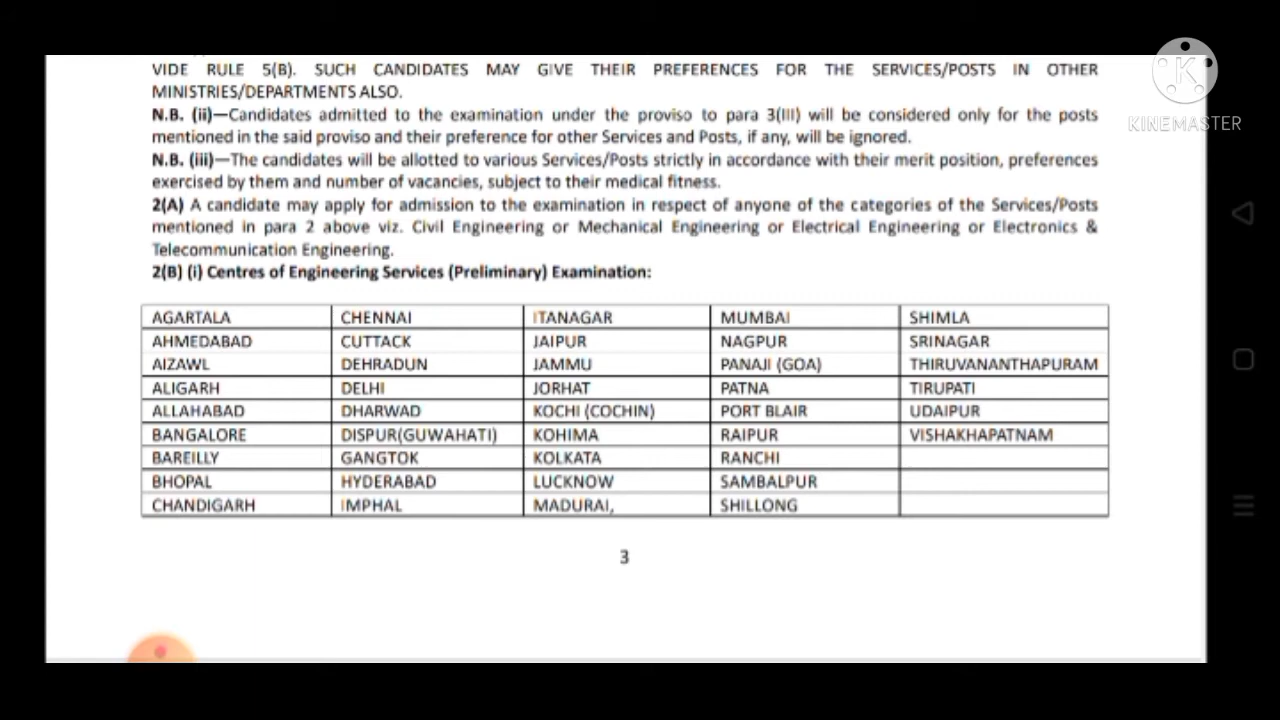 VIDE RULE 5(B). SUCH CANDIDATES MAY GIVE THEIR PREFERENCES FOR THE SERVICES/POSTS IN OTHER
MINISTRIES/DEPARTMENTS ALSO.
N.B. (ii)—Candidates admitted to the examination under the proviso to para 3(III) will be considered only for the posts
mentioned in the said proviso and their preference for other Services and Posts, if any, will be ignored.
N.B. (iii)—The candidates will be allotted to various Services/Posts strictly in accordance with their merit position, preferences
exercised by them and number of vacancies, subject to their medical fitness.
2(A) A candidate may apply for admission to the examination in respect of anyone of the categories of the Services/Posts
mentioned in para 2 above viz. Civil Engineering or Mechanical Engineering or Electrical Engineering or Electronics &
Telecommunication Engineering.
2(B) (i) Centres of Engineering Services (Preliminary) Examination:
AGARTALA CHENNAI ITANAGAR MUMBAI SHIMLA
AHMEDABAD CUTTACK JAIPUR NAGPUR SRINAGAR
AIZAWL DEHRADUN JAMMU PANAJI (GOA) THIRUVANANTHAPURAM
ALIGARH DELHI JORHAT PATNA TIRUPATI
ALLAHABAD DHARWAD KOCHI (COCHIN) PORT BLAIR UDAIPUR
BANGALORE DISPUR(GUWAHATI) KOHIMA RAIPUR VISHAKHAPATNAM
BAREILLY GANGTOK KOLKATA RANCHI
BHOPAL HYDERABAD LUCKNOW SAMBALPUR
CHANDIGARH IMPHAL MADURAI, SHILLONG
3
K
KINEMASTER